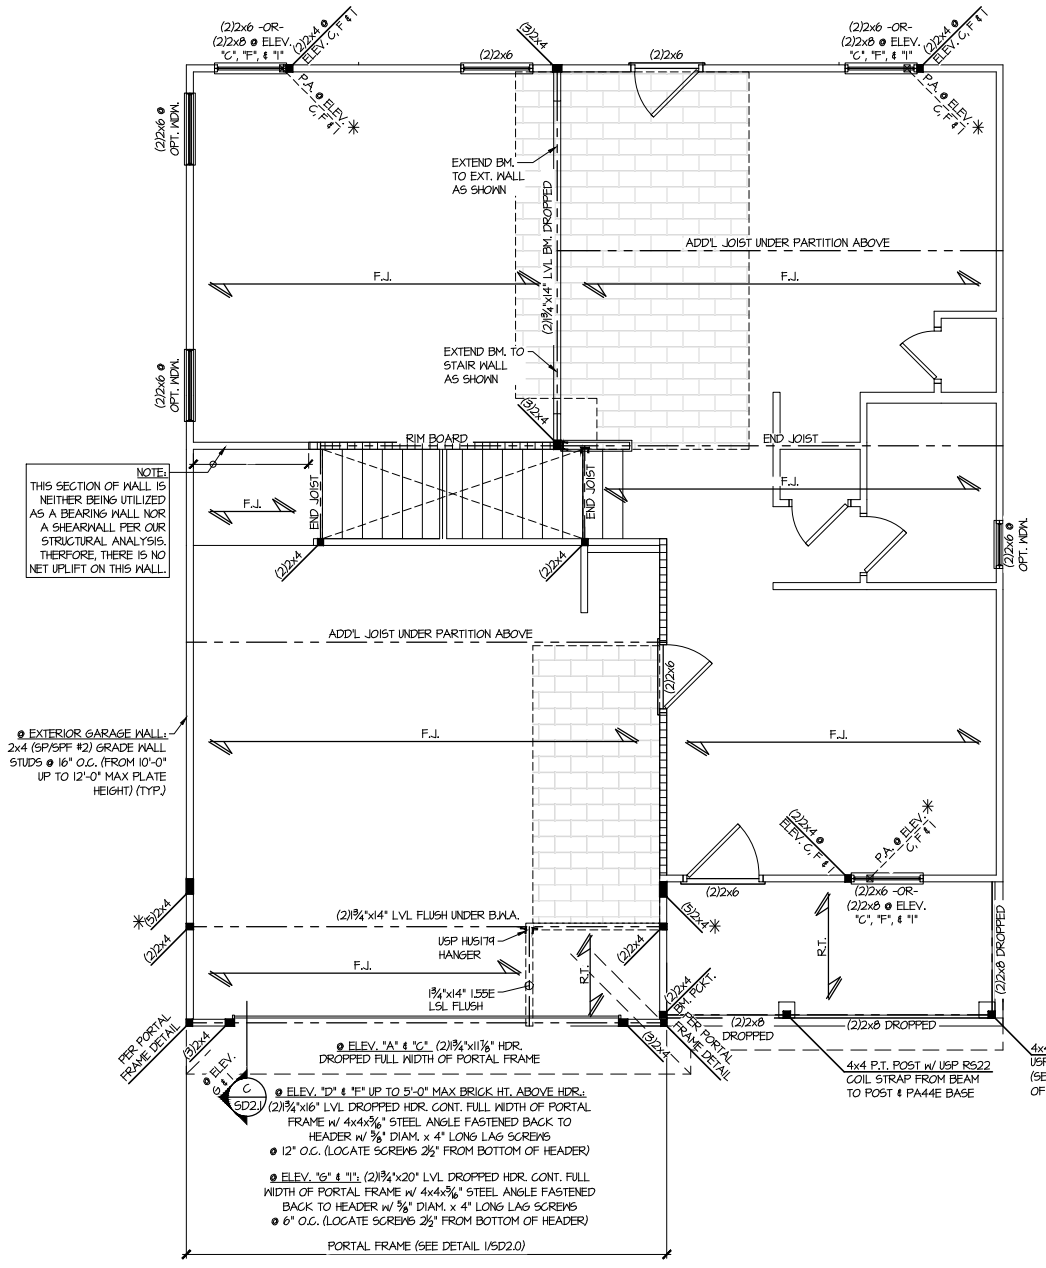 (2)2x6 -OR-
(2)2x8 @ ELEV.
"C", "F", & "I"
(2)2x4 @
ELEV. C, F & I
P.A. @ ELEV. *
C, F & I
(2)2x6
(3)2x4
(2)2x6
(2)2x6 -OR-
(2)2x8 @ ELEV.
"C", "F", & "I"
(2)2x4 @
ELEV. C, F & I
P.A. @ ELEV. *
C, F & I
(2)2x6 @
OPT. WDW.
EXTEND BM.
TO EXT. WALL
AS SHOWN
(2)1¾"x14" LVL BM. DROPPED
ADD'L JOIST UNDER PARTITION ABOVE
F.J.
F.J.
(2)2x6 @
OPT. WDW.
EXTEND BM. TO
STAIR WALL
AS SHOWN
(3)2x4
RIM BOARD
END JOIST
NOTE:
THIS SECTION OF WALL IS
NEITHER BEING UTILIZED
AS A BEARING WALL NOR
A SHEARWALL PER OUR
STRUCTURAL ANALYSIS.
THERFORE, THERE IS NO
NET UPLIFT ON THIS WALL.
F.J.
END JOIST
END JOIST
F.J.
(2)2x6 @
OPT. WDW.
(2)2x4
(2)2x4
ADD'L JOIST UNDER PARTITION ABOVE
(2)2x6
@ EXTERIOR GARAGE WALL:
2x4 (SP/SPF #2) GRADE WALL
STUDS @ 16" O.C. (FROM 10'-0"
UP TO 12'-0" MAX PLATE
HEIGHT) (TYP.)
F.J.
F.J.
(2)2x4 @
ELEV. C, F & I
P.A. @ ELEV. *
C, F & I
(2)2x6
(2)2x6 -OR-
(2)2x8 @ ELEV.
"C", "F", & "I"
*(5)2x4
(2)2x4
(2)1¾"x14" LVL FLUSH UNDER B.W.A.
(5)2x4*
(2)2x4
USP HUS179
HANGER
F.J.
R.T.
R.T.
(2)2x8 DROPPED
1¾"x14" 1.55E
LSL FLUSH
(2)2x4
BM. PCKT.
PER PORTAL
FRAME DETAIL
PER PORTAL
FRAME DETAIL
(3)2x4
(3)2x4
(2)2x8
DROPPED
(2)2x8 DROPPED
@ ELEV. "A" & "C" (2)1¾"x11⅞" HDR.
DROPPED FULL WIDTH OF PORTAL FRAME
4x4 P.T. POST w/ USP RS22
COIL STRAP FROM BEAM
TO POST & PA44E BASE
4x4
USP
(SE
OF
@ ELEV.
G & I
C
SD2.1
@ ELEV. "D" & "F" UP TO 5'-0" MAX BRICK HT. ABOVE HDR.:
(2)1¾"x16" LVL DROPPED HDR. CONT. FULL WIDTH OF PORTAL
FRAME w/ 4x4x5/16" STEEL ANGLE FASTENED BACK TO
HEADER w/ ⅝" DIAM. x 4" LONG LAG SCREWS
@ 12" O.C. (LOCATE SCREWS 2½" FROM BOTTOM OF HEADER)
@ ELEV. "G" & "I": (2)1¾"x20" LVL DROPPED HDR. CONT. FULL
WIDTH OF PORTAL FRAME w/ 4x4x5/16" STEEL ANGLE FASTENED
BACK TO HEADER w/ ⅝" DIAM. x 4" LONG LAG SCREWS
@ 6" O.C. (LOCATE SCREWS 2½" FROM BOTTOM OF HEADER)
PORTAL FRAME (SEE DETAIL 1/SD2.0)